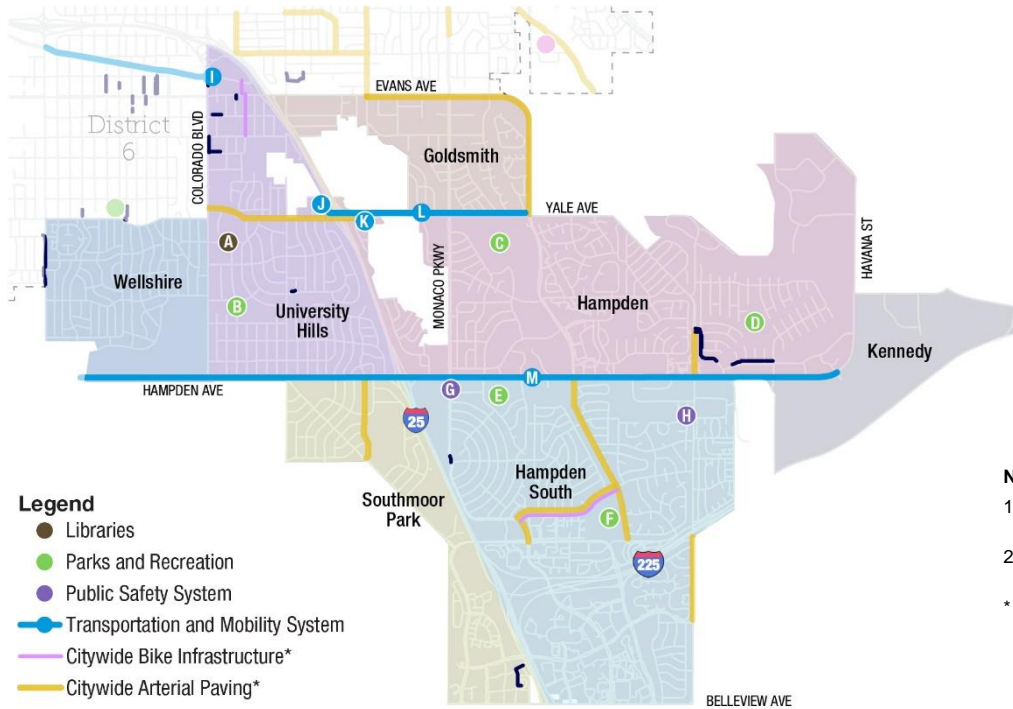 I
EVANS AVE
District
6
COLORADO BLVD
Goldsmith
J
K
L
YALE AVE
A
C
HAVANA ST
Wellshire
MONACO PKWY
B
University
Hills
Hampden
D
Kennedy
M
HAMPDEN AVE
G
E
H
25
Hampden
South
Southmoor
Park
F
225
Legend
Libraries
Parks and Recreation
Public Safety System
Transportation and Mobility System
Citywide Bike Infrastructure*
Citywide Arterial Paving*
BELLEVIEW AVE
N
1
2
*